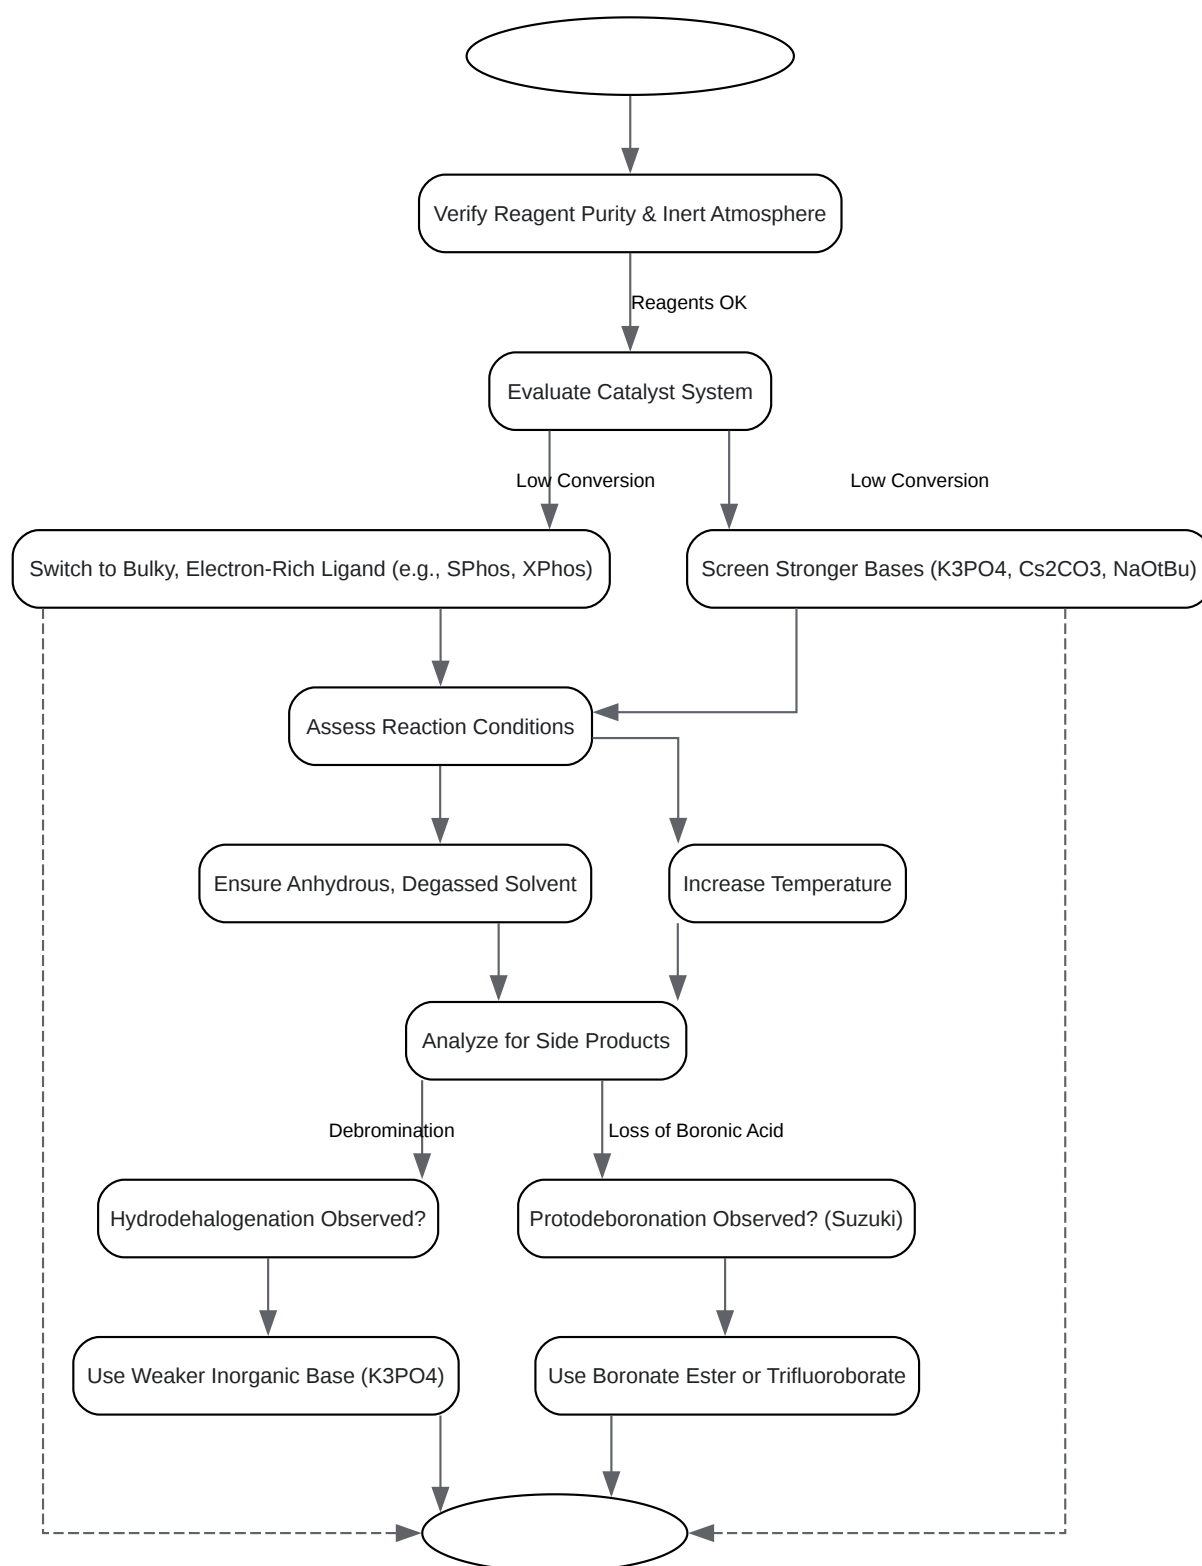 Verify Reagent Purity & Inert Atmosphere
Reagents OK
Evaluate Catalyst System
Low Conversion
Low Conversion
Switch to Bulky, Electron-Rich Ligand (e.g., SPhos, XPhos)
Screen Stronger Bases (K3PO4, Cs2CO3, NaOtBu)
Assess Reaction Conditions
Ensure Anhydrous, Degassed Solvent
Increase Temperature
Analyze for Side Products
Debromination
Loss of Boronic Acid
Hydrodehalogenation Observed?
Protodeboronation Observed? (Suzuki)
Use Weaker Inorganic Base (K3PO4)
Use Boronate Ester or Trifluoroborate